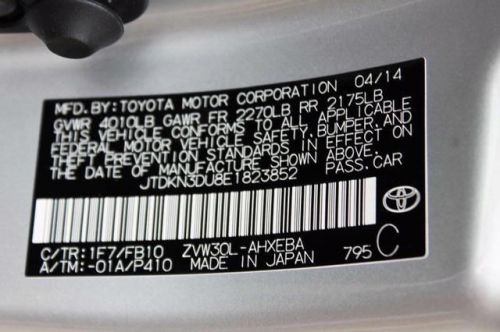 MFD.BY:TOYOTA MOTOR CORPORATION 04/14
GVWR 4010LB GAWR FR 2270LB RR 2175LB
THIS VEHICLE CONFORMS TO ALL APPLICABLE
FEDERAL MOTOR VEHICLE SAFETY,BUMPER,AND
THEFT PREVENTION STANDARDS IN EFFECT ON
THE DATE OF MANUFACTURE SHOWN ABOVE.
JTDKN3DU8E1823852 PASS.CAR
C/TR:1F7/FB10 ZVW30L-AHXEBA
A/TM:-01A/P410 MADE IN JAPAN 795 C